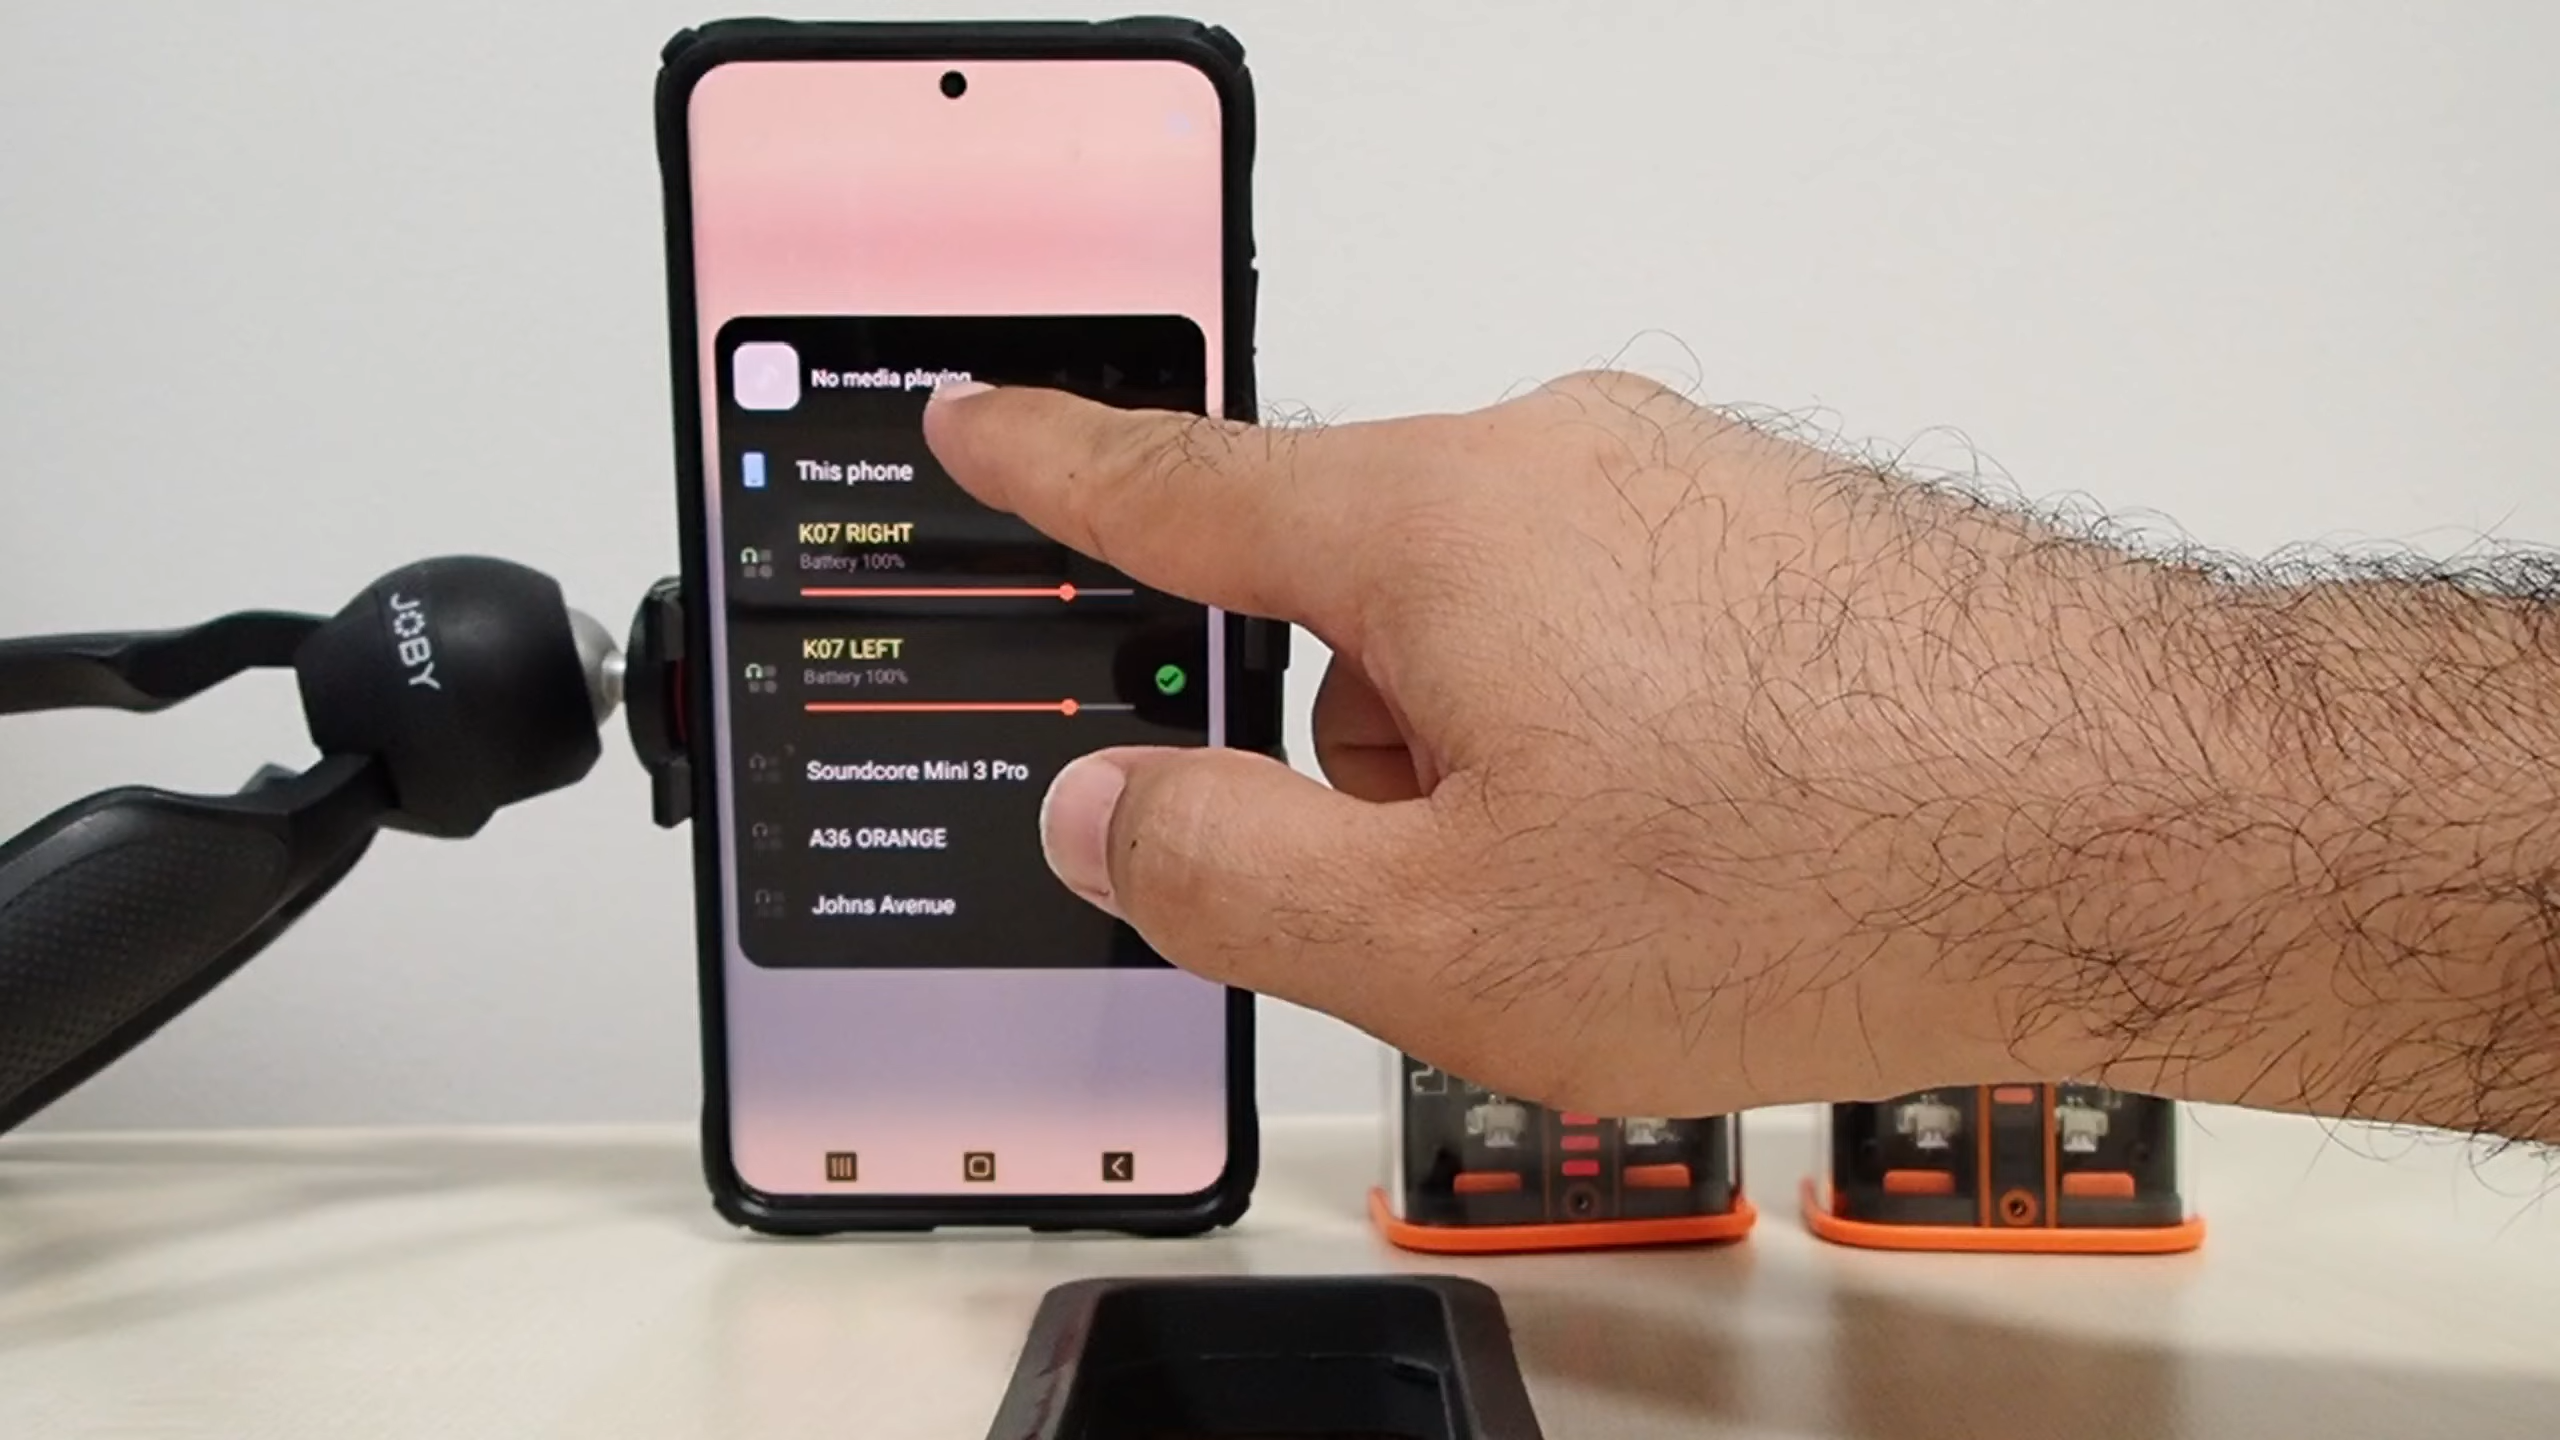 No media playing
This phone
K07 RIGHT
Battery 100%
K07 LEFT
Battery 100%
Soundcore Mini 3 Pro
A36 ORANGE
Johns Avenue
JOBY